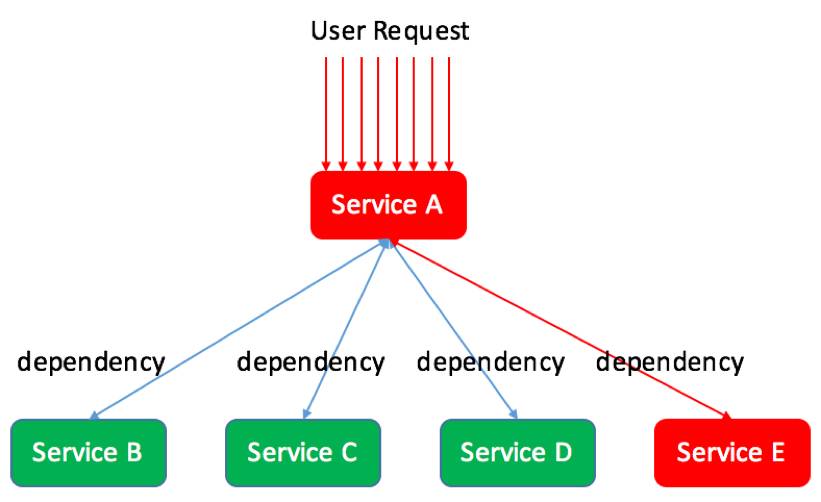 User Request
Service A
dependency
dependency
dependency
dependency
Service B
Service C
Service D
Service E